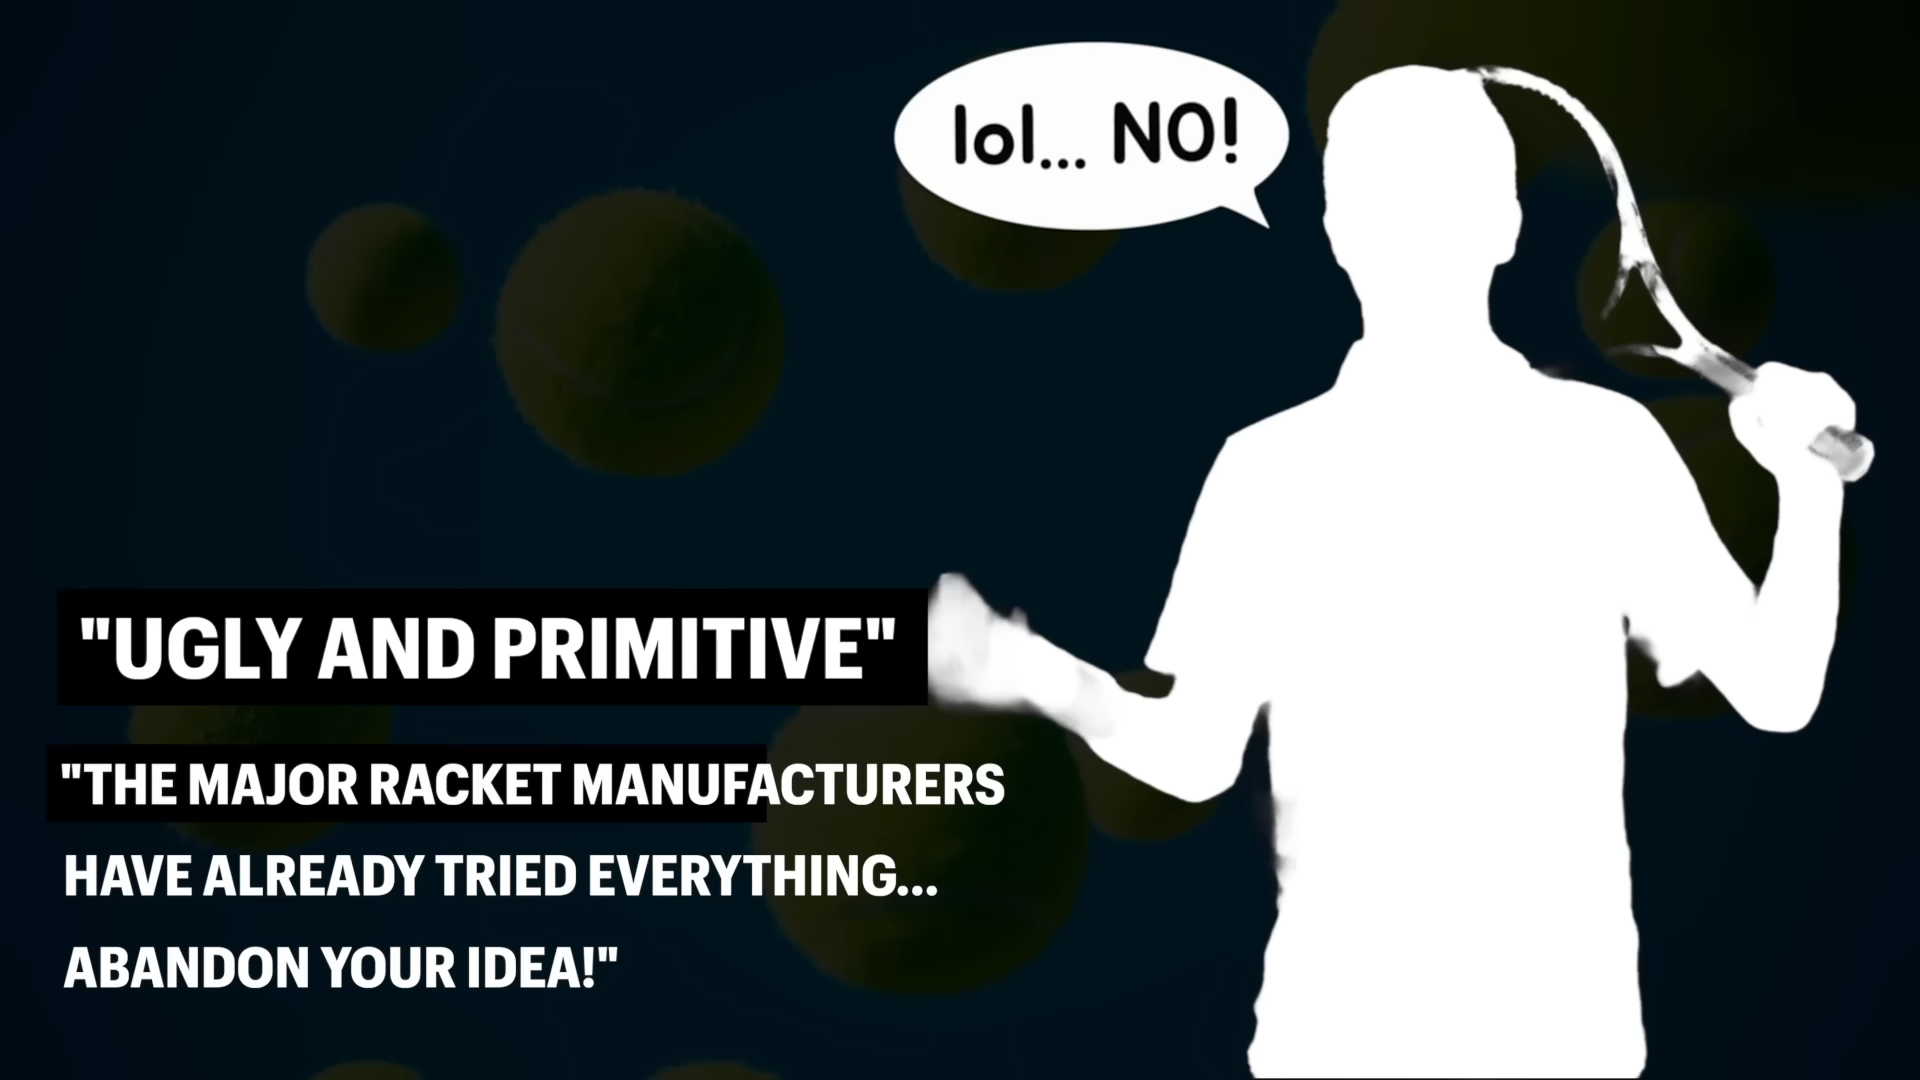 lol... NO!
"UGLY AND PRIMITIVE"
"THE MAJOR RACKET MANUFACTURERS
HAVE ALREADY TRIED EVERYTHING...
ABANDON YOUR IDEA!"